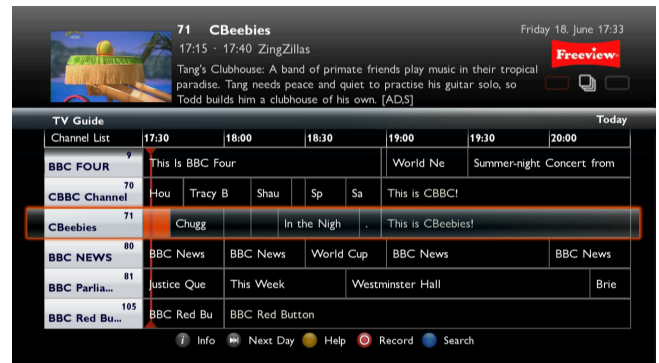 71 CBeebies
Friday 18. June 17:33
17:15 - 17:40 ZingZillas
Freeview
Tang's Clubhouse: A band of primate friends play music in their tropical
paradise. Tang needs peace and quiet to practise his guitar solo, so
Todd builds him a clubhouse of his own. [AD,S]
TV Guide Today
Channel List 17:30 18:00 18:30 19:00 19:30 20:00
BBC FOUR 9 This Is BBC Four World Ne Summer-night Concert from
CBBC Channel 70 Hou Tracy B Shau Sp Sa This is CBBC!
CBeebies 71 Chugg In the Nigh . This is CBeebies!
BBC NEWS 80 BBC News BBC News World Cup BBC News BBC News
BBC Parlia... 81 Justice Que This Week Westminster Hall Brie
BBC Red Bu... 105 BBC Red Bu BBC Red Button
i Info Next Day Help Record Search